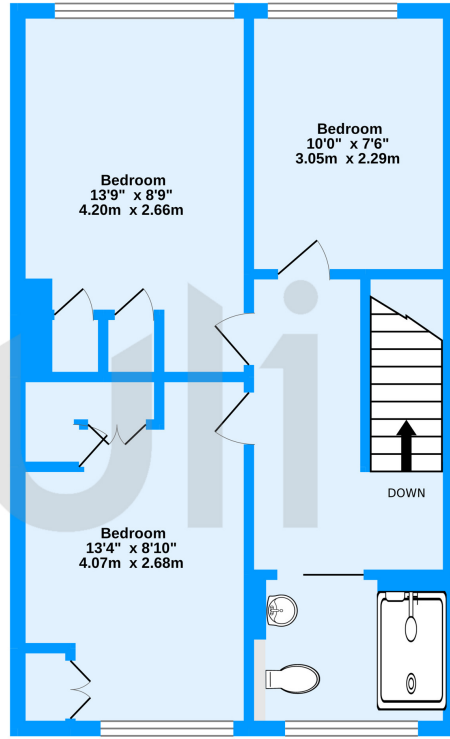 Bedroom
13'9" x 8'9"
4.20m x 2.66m
Bedroom
10'0" x 7'6"
3.05m x 2.29m
DOWN
Bedroom
13'4" x 8'10"
4.07m x 2.68m